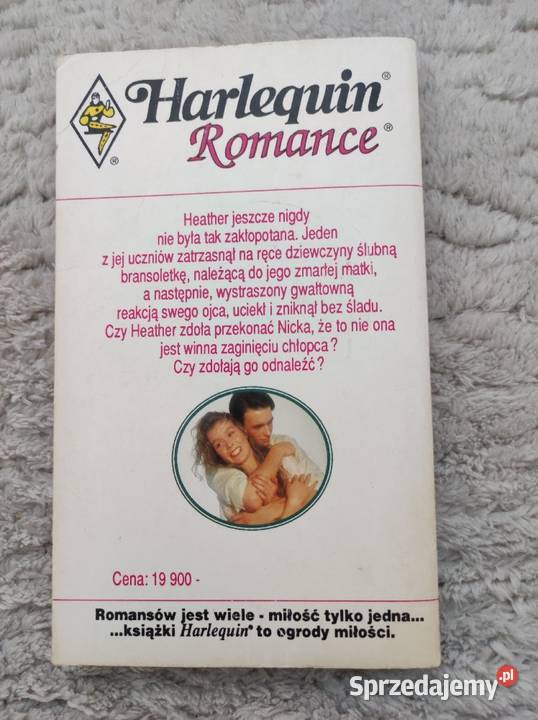 Harlequin®
Romance®
®
Heather jeszcze nigdy
nie była tak zakłopotana. Jeden
z jej uczniów zatrzasnął na ręce dziewczyny ślubną
bransoletkę, należącą do jego zmarłej matki,
a następnie, wystraszony gwałtowną
reakcją swego ojca, uciekł i zniknął bez śladu.
Czy Heather zdoła przekonać Nicka, że to nie ona
jest winna zaginięciu chłopca?
Czy zdołają go odnaleźć?
Cena: 19 900 -
Romansów jest wiele - miłość tylko jedna...
...książki Harlequin® to ogrody miłości.
Sprzedajemy.pl